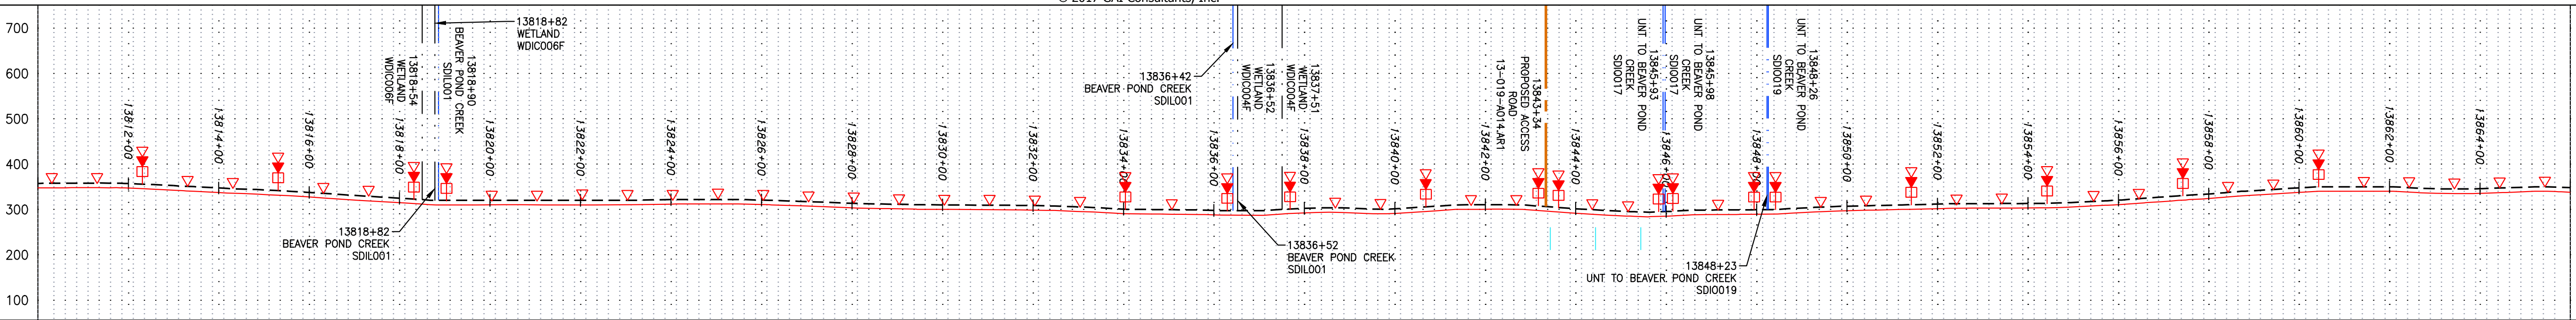 © 2017 GAI Consultants, Inc.
700
600
500
400
300
200
100
13812+00
13814+00
13816+00
13818+00
13820+00
13822+00
13824+00
13826+00
13828+00
13830+00
13832+00
13834+00
13836+00
13838+00
13840+00
13842+00
13844+00
13846+00
13848+00
13850+00
13852+00
13854+00
13856+00
13858+00
13860+00
13862+00
13864+00
13818+54
WETLAND
WDIC006F
13818+90
BEAVER POND CREEK
SDIL001
13818+82
WETLAND
WDIC006F
13818+82
BEAVER POND CREEK
SDIL001
13836+42
BEAVER POND CREEK
SDIL001
13836+52
WETLAND
WDIC004F
13837+51
WETLAND
WDIC004F
13836+52
BEAVER POND CREEK
SDIL001
13843+34
PROPOSED ACCESS
ROAD
13-019-A014.AR1
13845+93
UNT TO BEAVER POND
CREEK
SDIO017
13845+98
UNT TO BEAVER POND
CREEK
SDIO017
13848+26
UNT TO BEAVER POND
CREEK
SDIO019
13848+23
UNT TO BEAVER POND CREEK
SDIO019